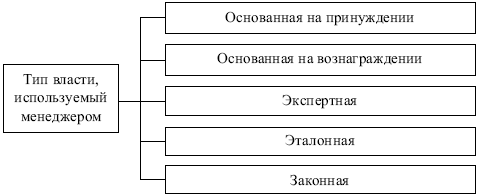 Основанная на принуждении
Основанная на вознаграждении
Тип власти,
используемый
менеджером
Экспертная
Эталонная
Законная